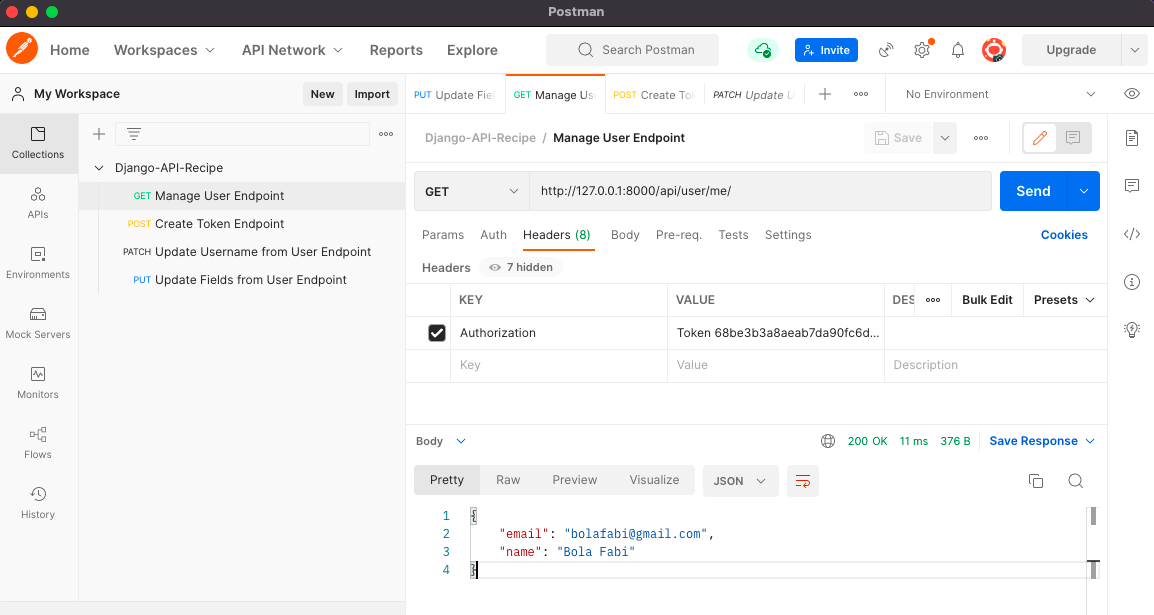 Postman
Home Workspaces API Network Reports Explore Search Postman Invite Upgrade
My Workspace New Import
PUT Update Fie GET Manage Us POST Create To PATCH Update U No Environment
Collections
APIs
Environments
Mock Servers
Monitors
Flows
History
Django-API-Recipe
GET Manage User Endpoint
POST Create Token Endpoint
PATCH Update Username from User Endpoint
PUT Update Fields from User Endpoint
Django-API-Recipe / Manage User Endpoint Save
GET http://127.0.0.1:8000/api/user/me/ Send
Params Auth Headers (8) Body Pre-req. Tests Settings Cookies
Headers 7 hidden
KEY VALUE DES Bulk Edit Presets
Authorization Token 68be3b3a8aeab7da90fc6d...
Key Value Description
Body 200 OK 11 ms 376 B Save Response
Pretty Raw Preview Visualize JSON
1 {
2 "email": "bolafabi@gmail.com",
3 "name": "Bola Fabi"
4 }